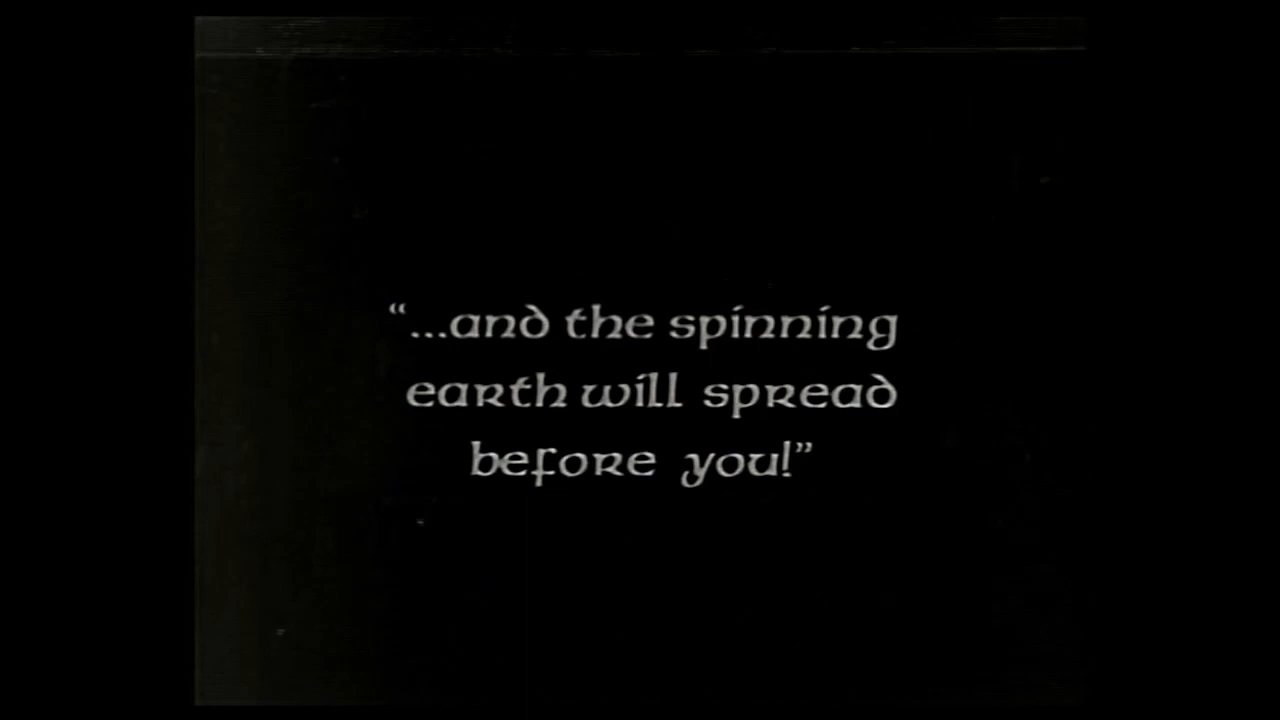 “...and the spinning
earth will spread
before you!”